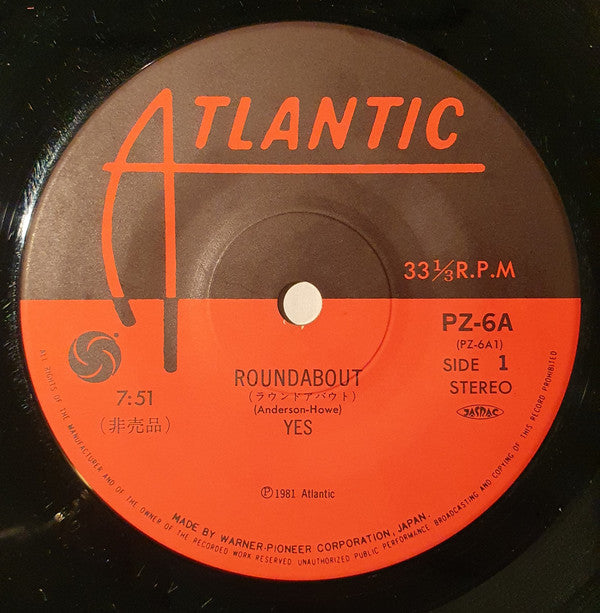 ATLANTIC
33⅓R.P.M
PZ-6A
(PZ-6A1)
SIDE 1
STEREO
JASRAC
7:51
(非売品)
ROUNDABOUT
(ラウンドアバウト)
(Anderson-Howe)
YES
Ⓟ1981 Atlantic
MADE BY WARNER-PIONEER CORPORATION, JAPAN.
ALL RIGHTS OF THE MANUFACTURER AND OF THE OWNER OF THE RECORDED WORK RESERVED UNAUTHORIZED PUBLIC PERFORMANCE BROADCASTING AND COPYING OF THIS RECORD PROHIBITED